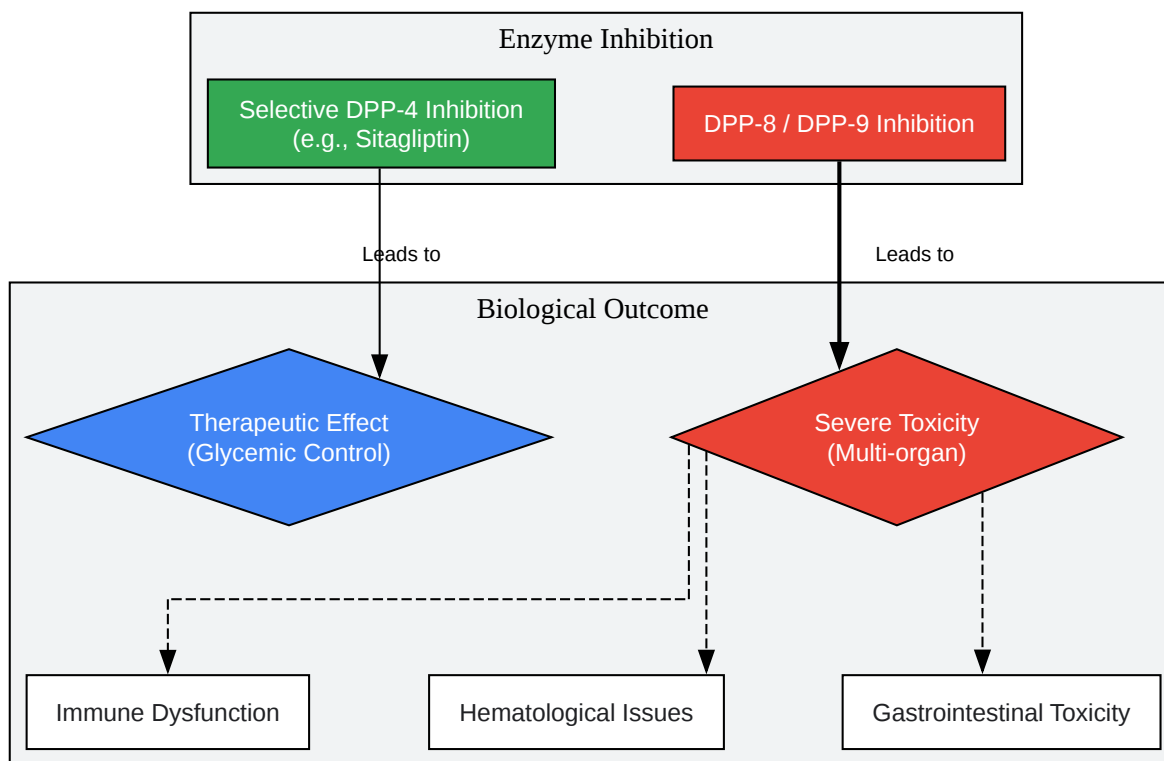 Enzyme Inhibition
Selective DPP-4 Inhibition
(e.g., Sitagliptin)
DPP-8 / DPP-9 Inhibition
Leads to
Leads to
Biological Outcome
Therapeutic Effect
(Glycemic Control)
Severe Toxicity
(Multi-organ)
Immune Dysfunction
Hematological Issues
Gastrointestinal Toxicity